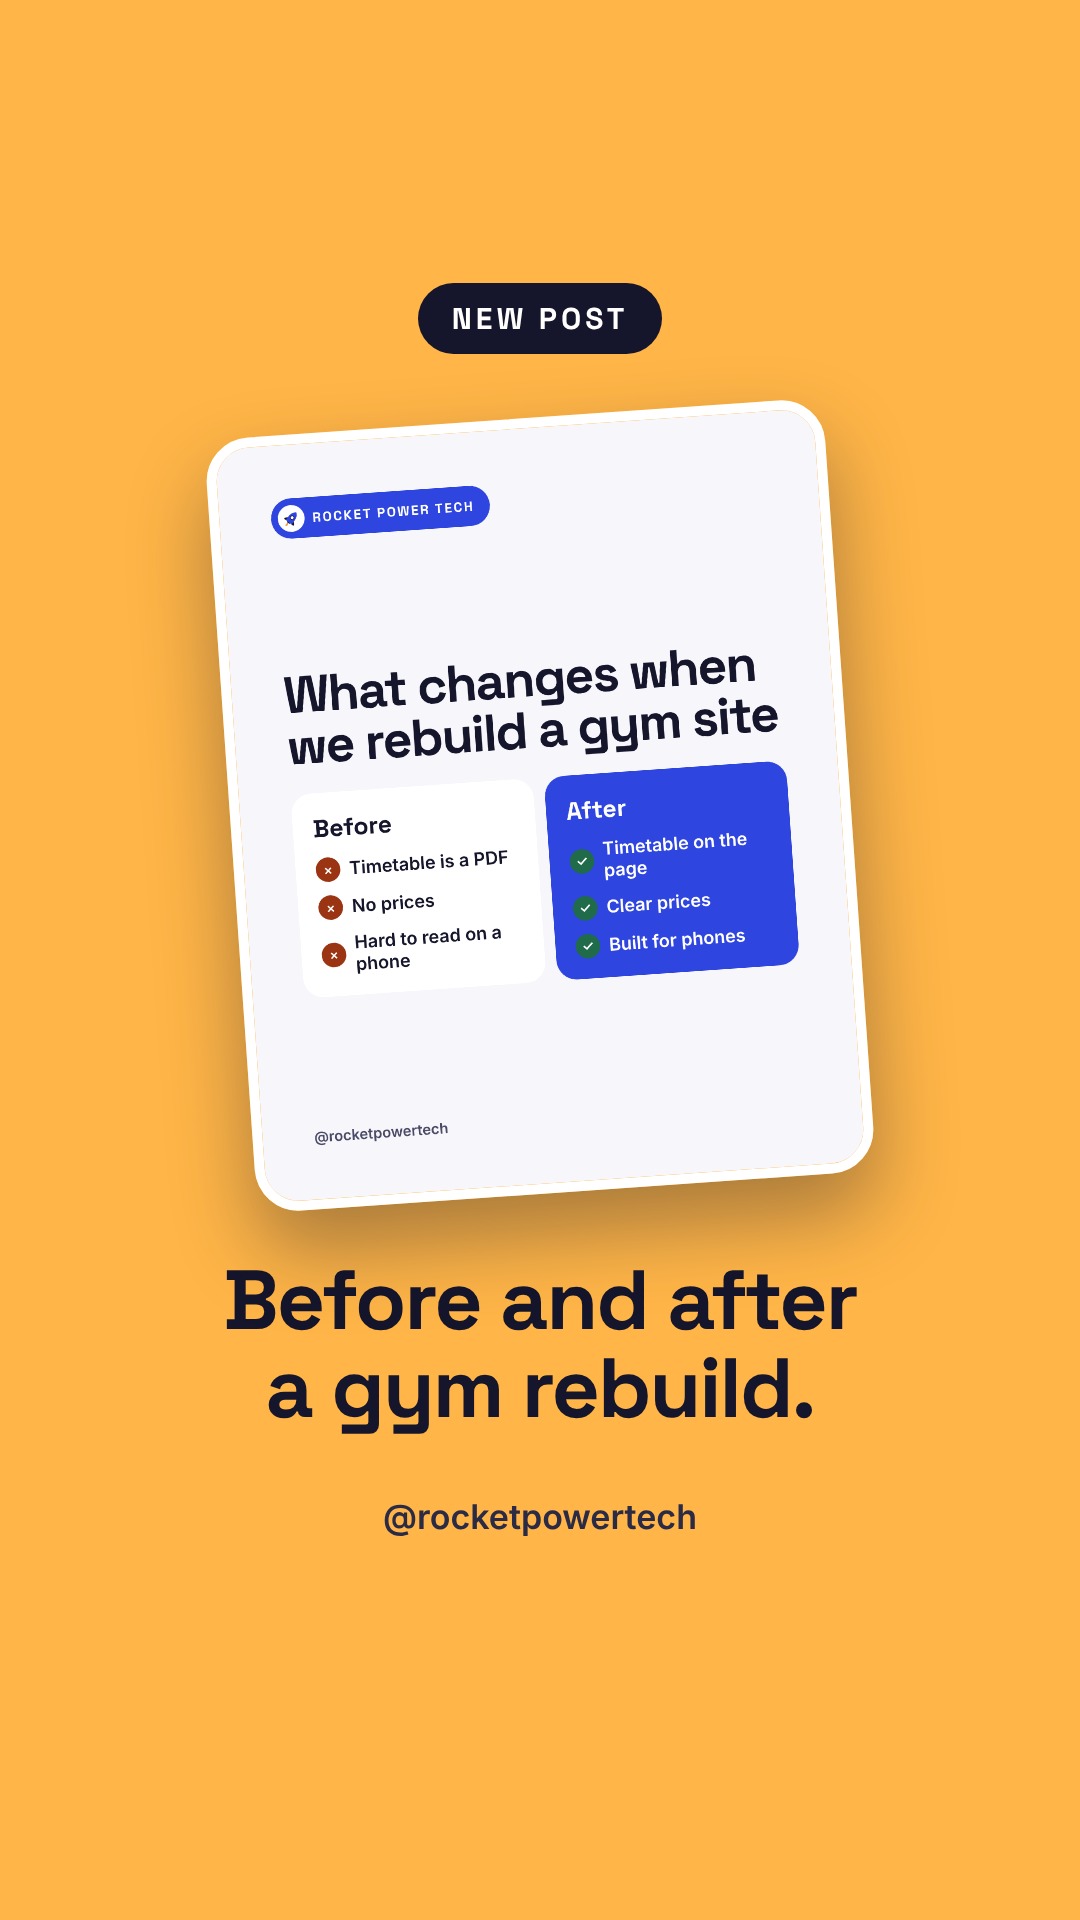 NEW POST
ROCKET POWER TECH
What changes when
we rebuild a gym site
Before
Timetable is a PDF
No prices
Hard to read on a
phone
After
Timetable on the
page
Clear prices
Built for phones
@rocketpowertech
Before and after
a gym rebuild.
@rocketpowertech